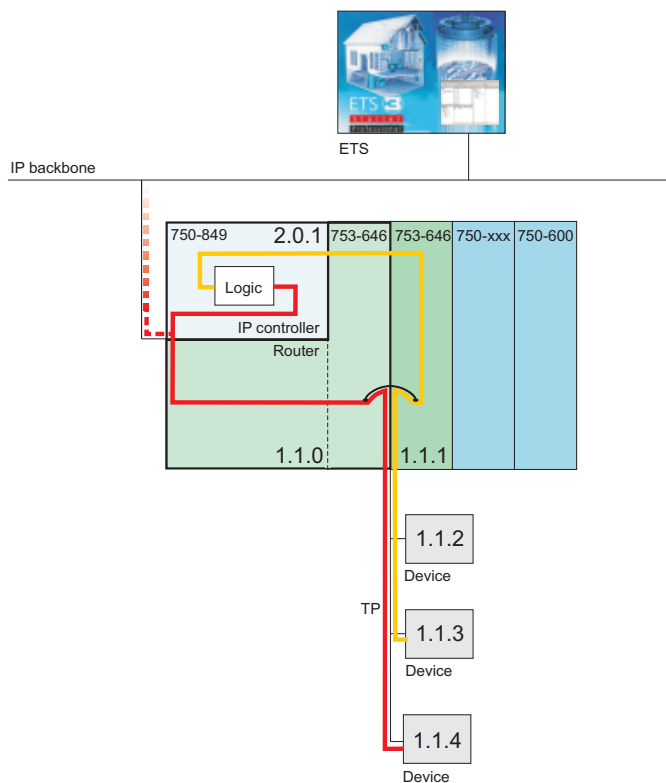 ETS 3
Starter
Professional
ETS
IP backbone
750-849
2.0.1
753-646
753-646
750-xxx
750-600
Logic
IP controller
Router
1.1.0
1.1.1
1.1.2
Device
TP
1.1.3
Device
1.1.4
Device